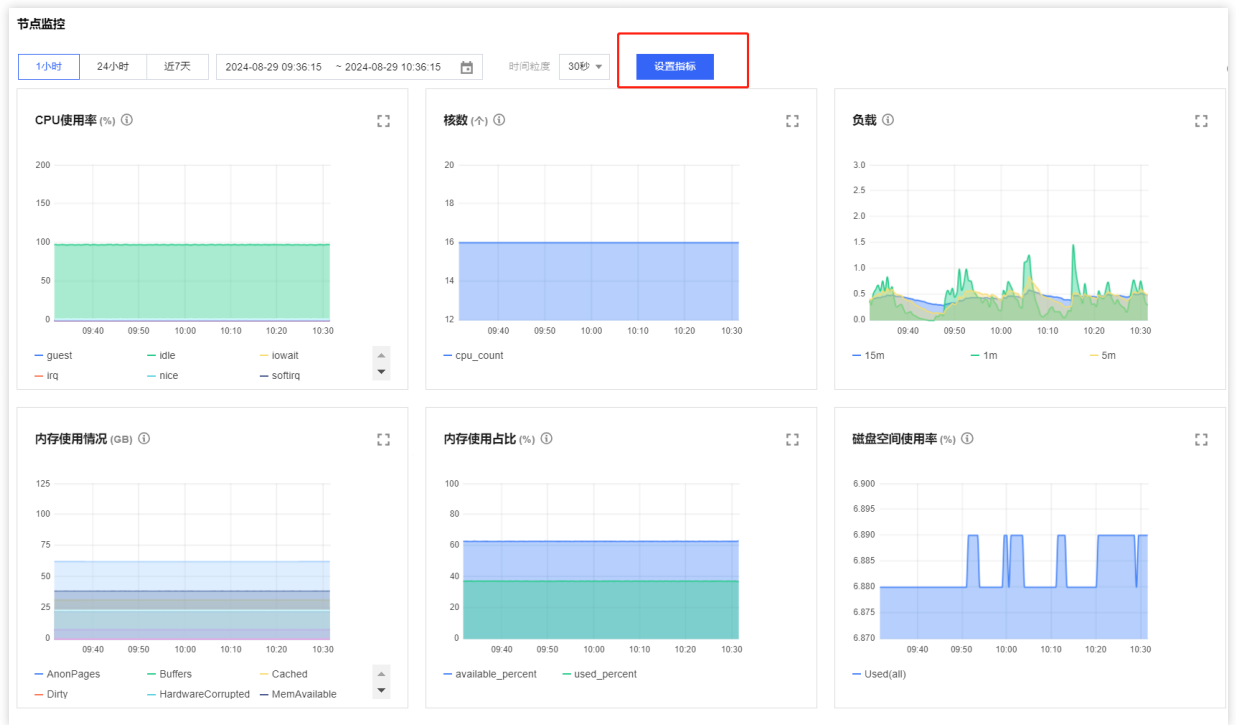 节点监控
1小时 24小时 近7天 2024-08-29 09:36:15 ~ 2024-08-29 10:36:15 时间粒度 30秒 设置指标
CPU使用率 (%)
200
150
100
50
0
09:40 09:50 10:00 10:10 10:20 10:30
guest idle iowait
irq nice softirq
核数 (个)
20
18
16
14
12
09:40 09:50 10:00 10:10 10:20 10:30
cpu_count
负载
3.0
2.5
2.0
1.5
1.0
0.5
0.0
09:40 09:50 10:00 10:10 10:20 10:30
15m 1m 5m
内存使用情况 (GB)
125
100
75
50
25
0
09:40 09:50 10:00 10:10 10:20 10:30
AnonPages Buffers Cached
Dirty HardwareCorrupted MemAvailable
内存使用占比 (%)
100
80
60
40
20
0
09:40 09:50 10:00 10:10 10:20 10:30
available_percent used_percent
磁盘空间使用率 (%)
6.900
6.895
6.890
6.885
6.880
6.875
6.870
09:40 09:50 10:00 10:10 10:20 10:30
Used(all)